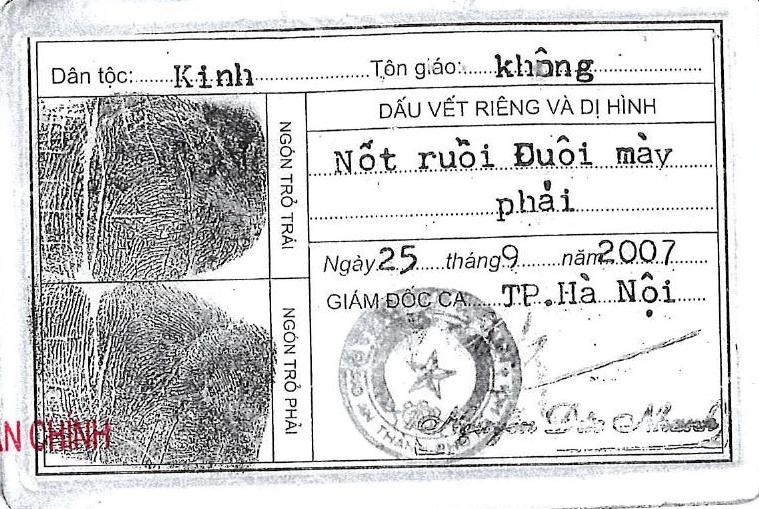 Dân tộc: Kinh Tôn giáo: không
DẤU VẾT RIÊNG VÀ DỊ HÌNH
Nốt ruồi Đuôi mày
phải
NGÓN TRỎ TRÁI
Ngày 25 tháng 9 năm 2007
GIÁM ĐỐC CA TP.Hà Nội
NGÓN TRỎ PHẢI
Nguyễn Đức Nhanh
CHÍNH